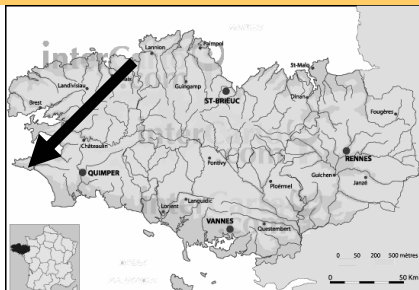 Lannion
Paimpol
Landivisiau
Guingamp
St-Malo
Brest
ST-BRIEUC
Dinan
Fougères
Châteaulin
RENNES
QUIMPER
Pontivy
Ploërmel
Guichen
Janzé
Lorient
Languidic
VANNES
Questembert
0 50 200 500 mètres
0 50 Km